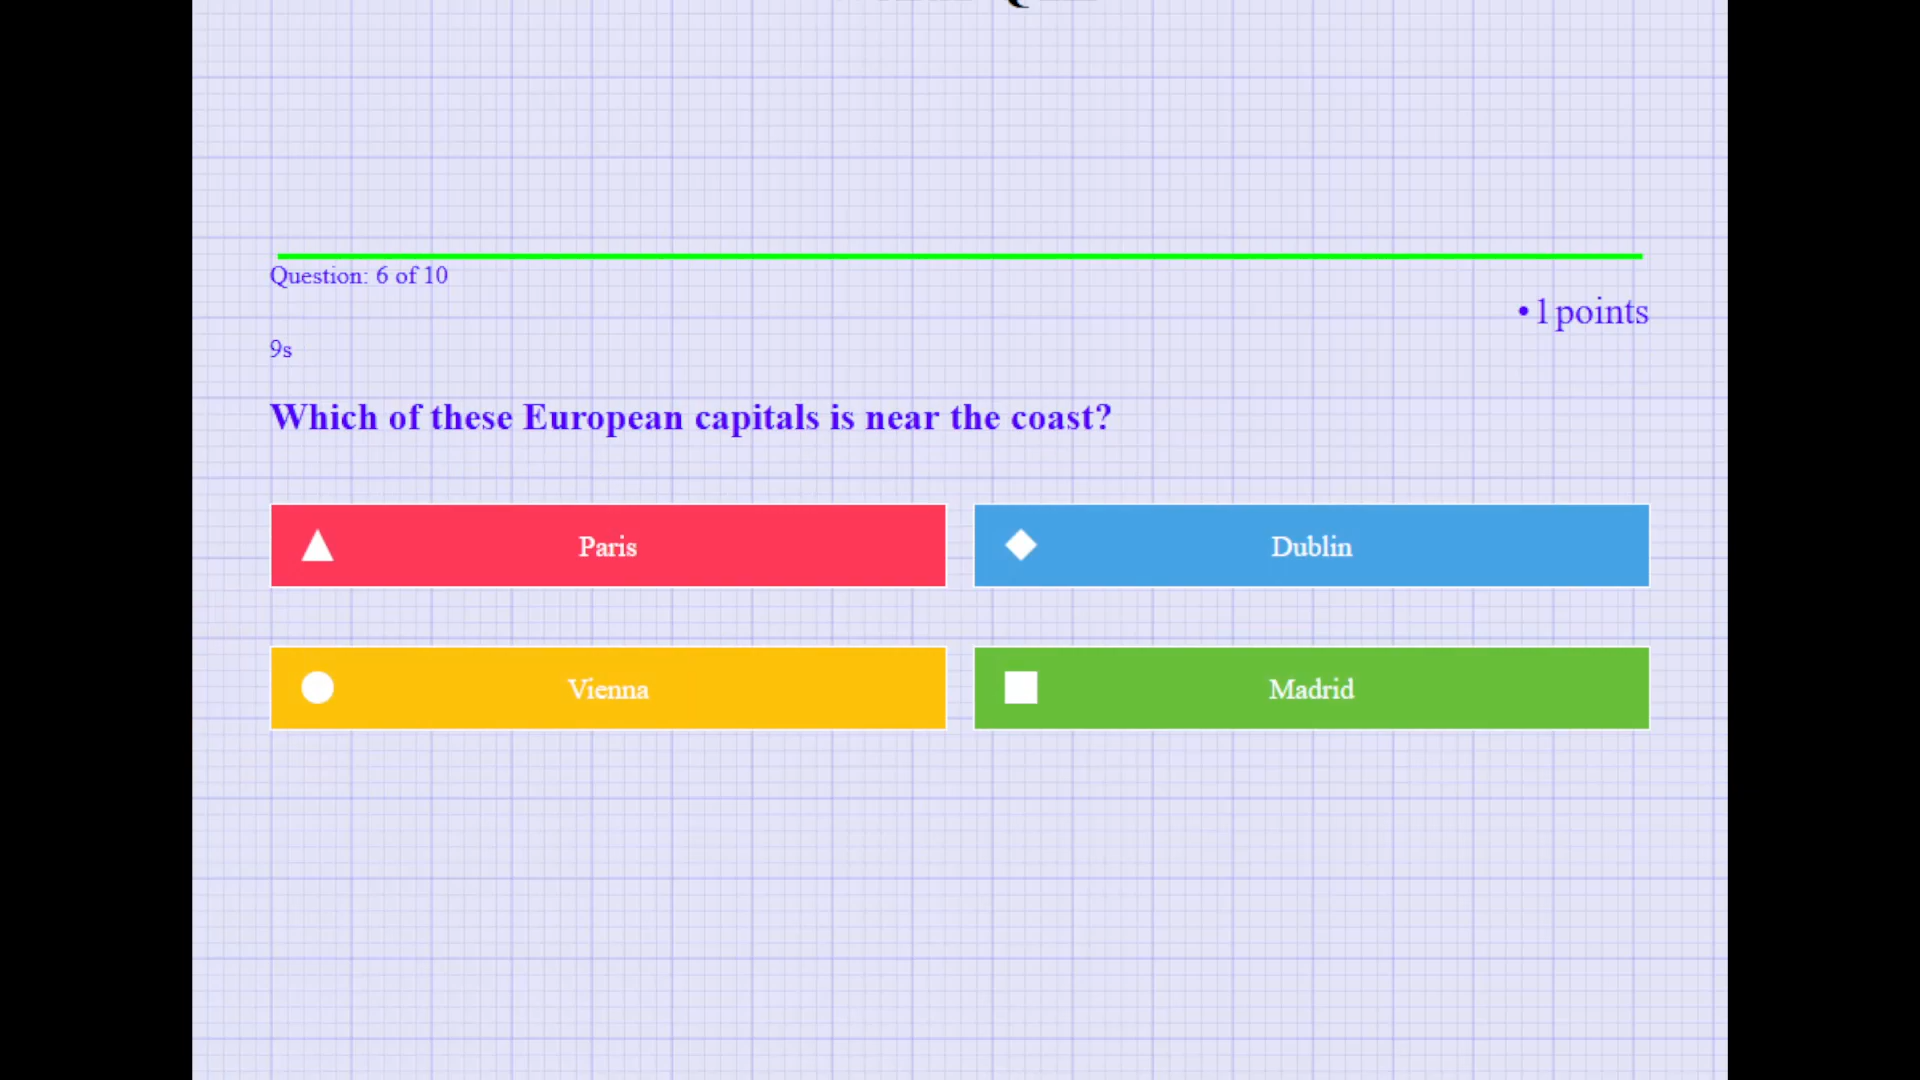 Question: 6 of 10
• 1 points
9s
Which of these European capitals is near the coast?
Paris
Dublin
Vienna
Madrid